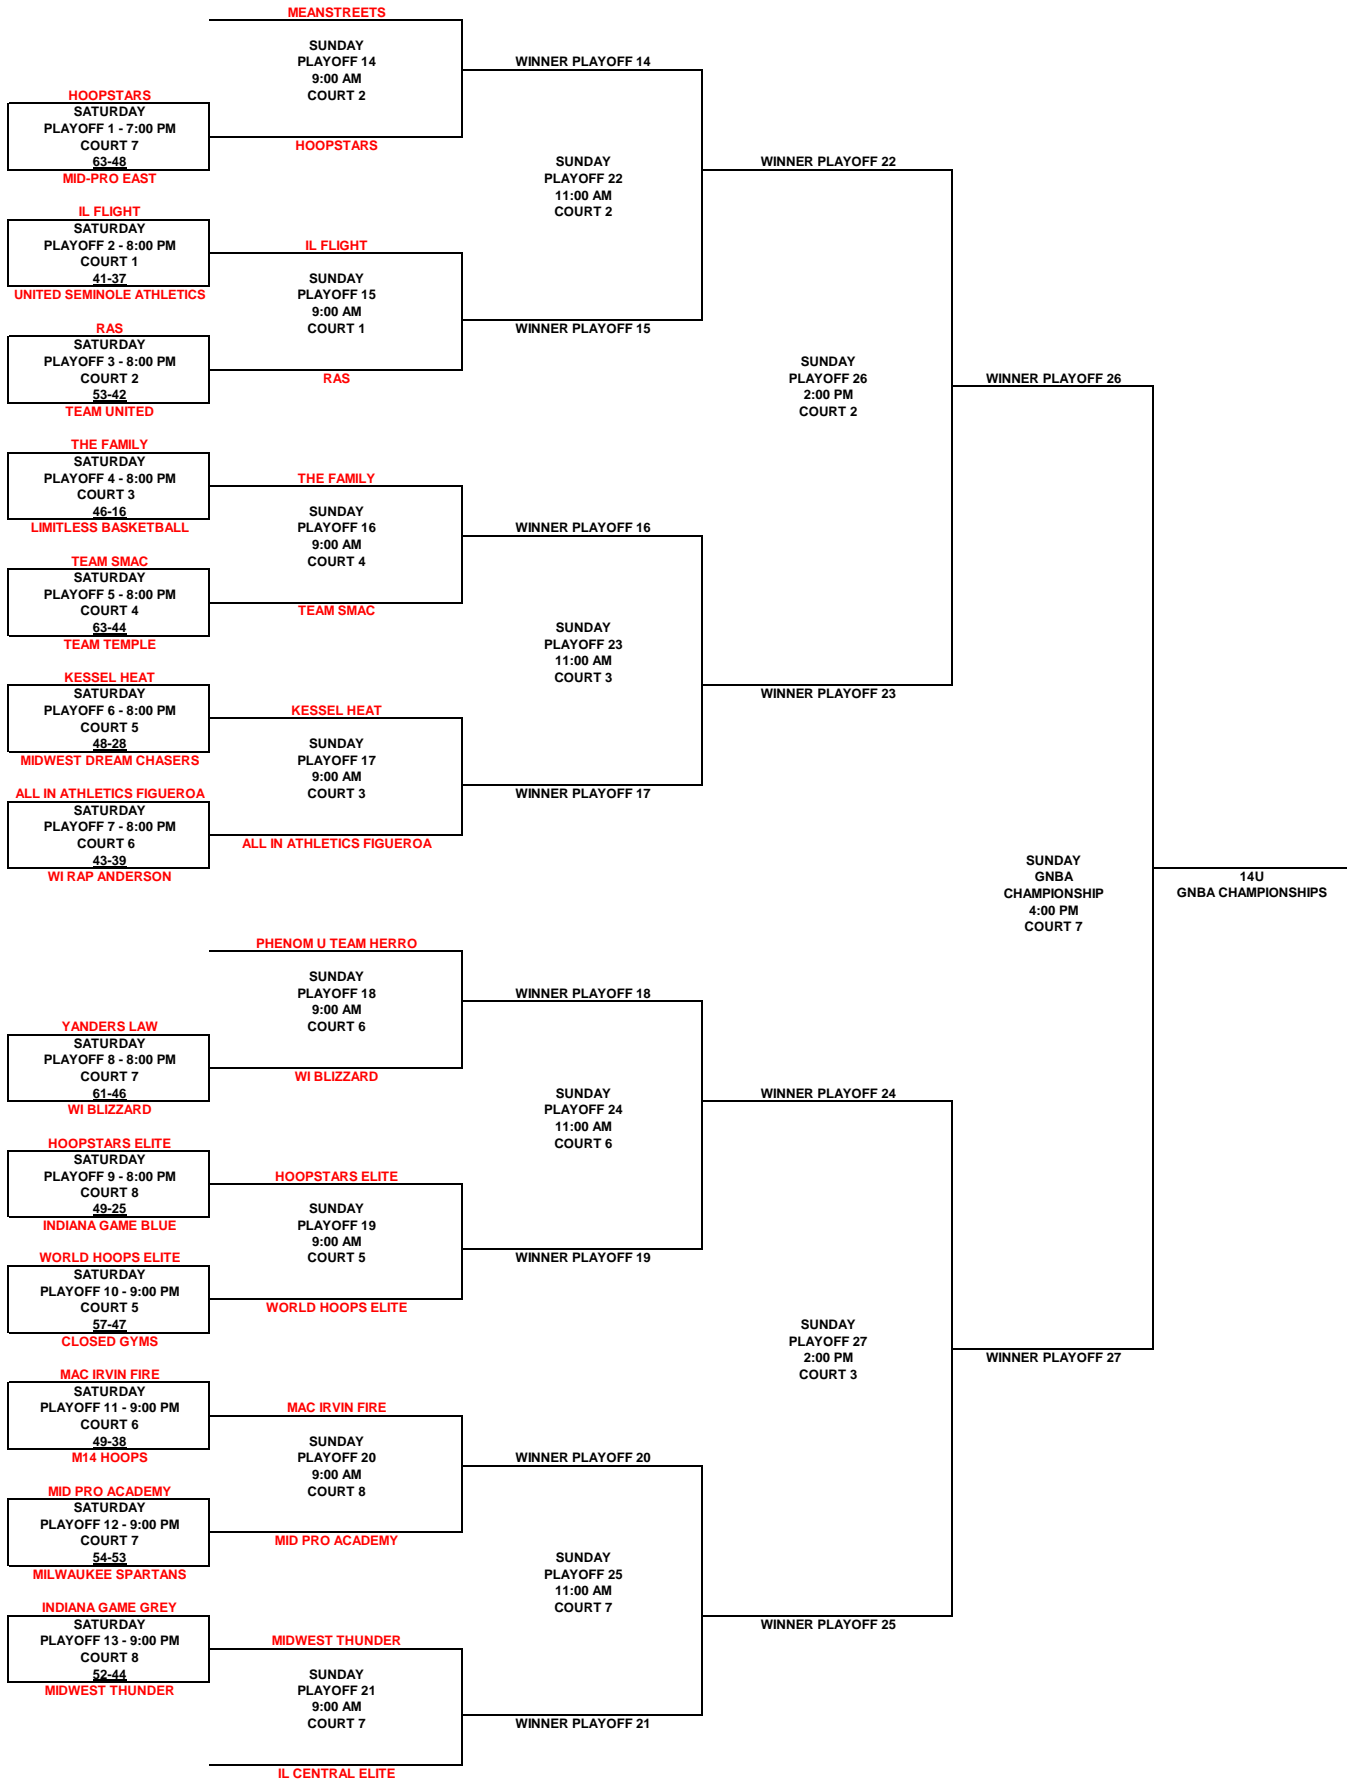 MEANSTREETS
SUNDAY
PLAYOFF 14
9:00 AM
COURT 2
WINNER PLAYOFF 14
HOOPSTARS
SATURDAY
PLAYOFF 1 - 7:00 PM
COURT 7
63-48
MID-PRO EAST
HOOPSTARS
SUNDAY
PLAYOFF 22
11:00 AM
COURT 2
WINNER PLAYOFF 22
IL FLIGHT
SATURDAY
PLAYOFF 2 - 8:00 PM
COURT 1
41-37
UNITED SEMINOLE ATHLETICS
IL FLIGHT
SUNDAY
PLAYOFF 15
9:00 AM
COURT 1
WINNER PLAYOFF 15
RAS
SATURDAY
PLAYOFF 3 - 8:00 PM
COURT 2
53-42
TEAM UNITED
RAS
SUNDAY
PLAYOFF 26
2:00 PM
COURT 2
WINNER PLAYOFF 26
THE FAMILY
SATURDAY
PLAYOFF 4 - 8:00 PM
COURT 3
46-16
LIMITLESS BASKETBALL
THE FAMILY
SUNDAY
PLAYOFF 16
9:00 AM
COURT 4
WINNER PLAYOFF 16
TEAM SMAC
SATURDAY
PLAYOFF 5 - 8:00 PM
COURT 4
63-44
TEAM TEMPLE
TEAM SMAC
SUNDAY
PLAYOFF 23
11:00 AM
COURT 3
WINNER PLAYOFF 23
KESSEL HEAT
SATURDAY
PLAYOFF 6 - 8:00 PM
COURT 5
48-28
MIDWEST DREAM CHASERS
KESSEL HEAT
SUNDAY
PLAYOFF 17
9:00 AM
COURT 3
WINNER PLAYOFF 17
ALL IN ATHLETICS FIGUEROA
SATURDAY
PLAYOFF 7 - 8:00 PM
COURT 6
43-39
WI RAP ANDERSON
ALL IN ATHLETICS FIGUEROA
SUNDAY
GNBA
CHAMPIONSHIP
4:00 PM
COURT 7
14U
GNBA CHAMPIONSHIPS
PHENOM U TEAM HERRO
SUNDAY
PLAYOFF 18
9:00 AM
COURT 6
WINNER PLAYOFF 18
YANDERS LAW
SATURDAY
PLAYOFF 8 - 8:00 PM
COURT 7
61-46
WI BLIZZARD
WI BLIZZARD
SUNDAY
PLAYOFF 24
11:00 AM
COURT 6
WINNER PLAYOFF 24
HOOPSTARS ELITE
SATURDAY
PLAYOFF 9 - 8:00 PM
COURT 8
49-25
INDIANA GAME BLUE
HOOPSTARS ELITE
SUNDAY
PLAYOFF 19
9:00 AM
COURT 5
WINNER PLAYOFF 19
WORLD HOOPS ELITE
SATURDAY
PLAYOFF 10 - 9:00 PM
COURT 5
57-47
CLOSED GYMS
WORLD HOOPS ELITE
SUNDAY
PLAYOFF 27
2:00 PM
COURT 3
WINNER PLAYOFF 27
MAC IRVIN FIRE
SATURDAY
PLAYOFF 11 - 9:00 PM
COURT 6
49-38
M14 HOOPS
MAC IRVIN FIRE
SUNDAY
PLAYOFF 20
9:00 AM
COURT 8
WINNER PLAYOFF 20
MID PRO ACADEMY
SATURDAY
PLAYOFF 12 - 9:00 PM
COURT 7
54-53
MILWAUKEE SPARTANS
MID PRO ACADEMY
SUNDAY
PLAYOFF 25
11:00 AM
COURT 7
WINNER PLAYOFF 25
INDIANA GAME GREY
SATURDAY
PLAYOFF 13 - 9:00 PM
COURT 8
52-44
MIDWEST THUNDER
MIDWEST THUNDER
SUNDAY
PLAYOFF 21
9:00 AM
COURT 7
WINNER PLAYOFF 21
IL CENTRAL ELITE